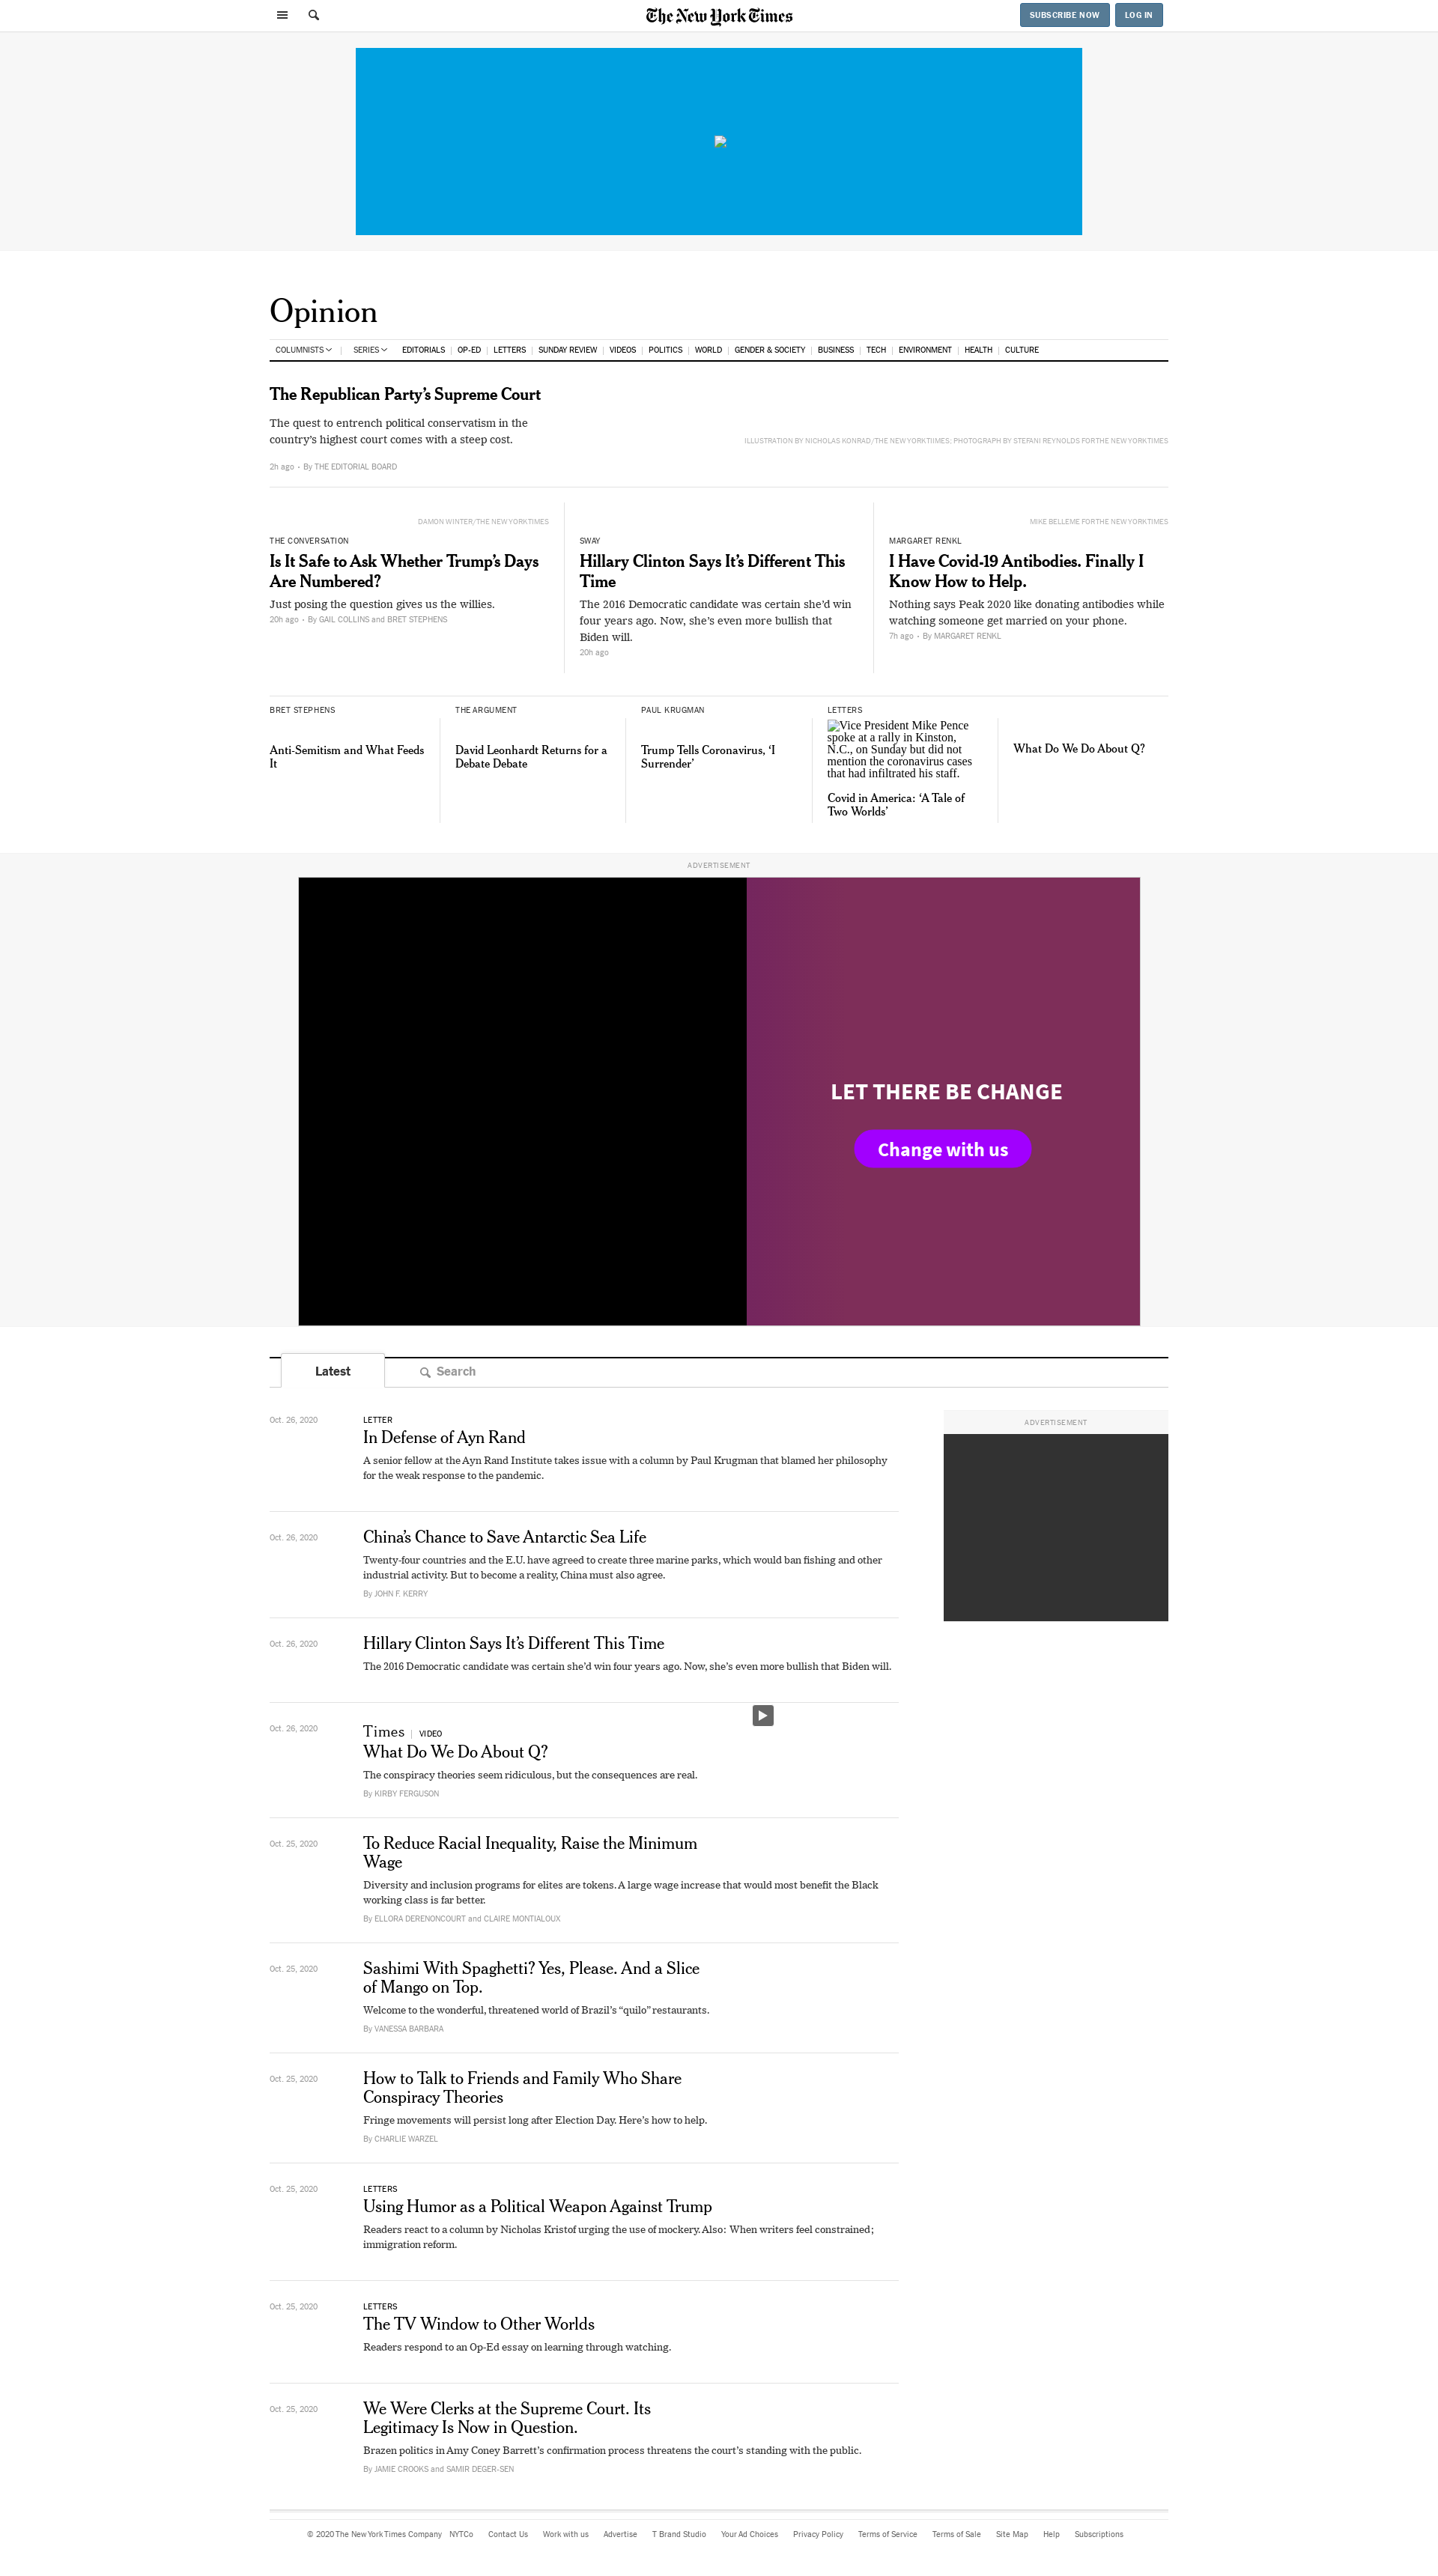 The New York Times
SUBSCRIBE NOW
LOG IN
Opinion
COLUMNISTS
SERIES
EDITORIALS
OP-ED
LETTERS
SUNDAY REVIEW
VIDEOS
POLITICS
WORLD
GENDER & SOCIETY
BUSINESS
TECH
ENVIRONMENT
HEALTH
CULTURE
The Republican Party’s Supreme Court
The quest to entrench political conservatism in the
country’s highest court comes with a steep cost.
2h ago • By THE EDITORIAL BOARD
ILLUSTRATION BY NICHOLAS KONRAD/THE NEW YORK TIIMES; PHOTOGRAPH BY STEFANI REYNOLDS FOR THE NEW YORK TIMES
DAMON WINTER/THE NEW YORK TIMES
THE CONVERSATION
Is It Safe to Ask Whether Trump’s Days
Are Numbered?
Just posing the question gives us the willies.
20h ago • By GAIL COLLINS and BRET STEPHENS
SWAY
Hillary Clinton Says It’s Different This
Time
The 2016 Democratic candidate was certain she’d win
four years ago. Now, she’s even more bullish that
Biden will.
20h ago
MIKE BELLEME FOR THE NEW YORK TIMES
MARGARET RENKL
I Have Covid-19 Antibodies. Finally I
Know How to Help.
Nothing says Peak 2020 like donating antibodies while
watching someone get married on your phone.
7h ago • By MARGARET RENKL
BRET STEPHENS
Anti-Semitism and What Feeds
It
THE ARGUMENT
David Leonhardt Returns for a
Debate Debate
PAUL KRUGMAN
Trump Tells Coronavirus, ‘I
Surrender’
LETTERS
Vice President Mike Pence
spoke at a rally in Kinston,
N.C., on Sunday but did not
mention the coronavirus cases
that had infiltrated his staff.
Covid in America: ‘A Tale of
Two Worlds’
What Do We Do About Q?
ADVERTISEMENT
LET THERE BE CHANGE
Change with us
Latest
Search
Oct. 26, 2020
LETTER
In Defense of Ayn Rand
A senior fellow at the Ayn Rand Institute takes issue with a column by Paul Krugman that blamed her philosophy
for the weak response to the pandemic.
ADVERTISEMENT
Oct. 26, 2020
China’s Chance to Save Antarctic Sea Life
Twenty-four countries and the E.U. have agreed to create three marine parks, which would ban fishing and other
industrial activity. But to become a reality, China must also agree.
By JOHN F. KERRY
Oct. 26, 2020
Hillary Clinton Says It’s Different This Time
The 2016 Democratic candidate was certain she’d win four years ago. Now, she’s even more bullish that Biden will.
Oct. 26, 2020
Times | VIDEO
What Do We Do About Q?
The conspiracy theories seem ridiculous, but the consequences are real.
By KIRBY FERGUSON
Oct. 25, 2020
To Reduce Racial Inequality, Raise the Minimum
Wage
Diversity and inclusion programs for elites are tokens. A large wage increase that would most benefit the Black
working class is far better.
By ELLORA DERENONCOURT and CLAIRE MONTIALOUX
Oct. 25, 2020
Sashimi With Spaghetti? Yes, Please. And a Slice
of Mango on Top.
Welcome to the wonderful, threatened world of Brazil’s “quilo” restaurants.
By VANESSA BARBARA
Oct. 25, 2020
How to Talk to Friends and Family Who Share
Conspiracy Theories
Fringe movements will persist long after Election Day. Here’s how to help.
By CHARLIE WARZEL
Oct. 25, 2020
LETTERS
Using Humor as a Political Weapon Against Trump
Readers react to a column by Nicholas Kristof urging the use of mockery. Also: When writers feel constrained;
immigration reform.
Oct. 25, 2020
LETTERS
The TV Window to Other Worlds
Readers respond to an Op-Ed essay on learning through watching.
Oct. 25, 2020
We Were Clerks at the Supreme Court. Its
Legitimacy Is Now in Question.
Brazen politics in Amy Coney Barrett’s confirmation process threatens the court’s standing with the public.
By JAMIE CROOKS and SAMIR DEGER-SEN
© 2020 The New York Times Company NYTCo Contact Us Work with us Advertise T Brand Studio Your Ad Choices Privacy Policy Terms of Service Terms of Sale Site Map Help Subscriptions